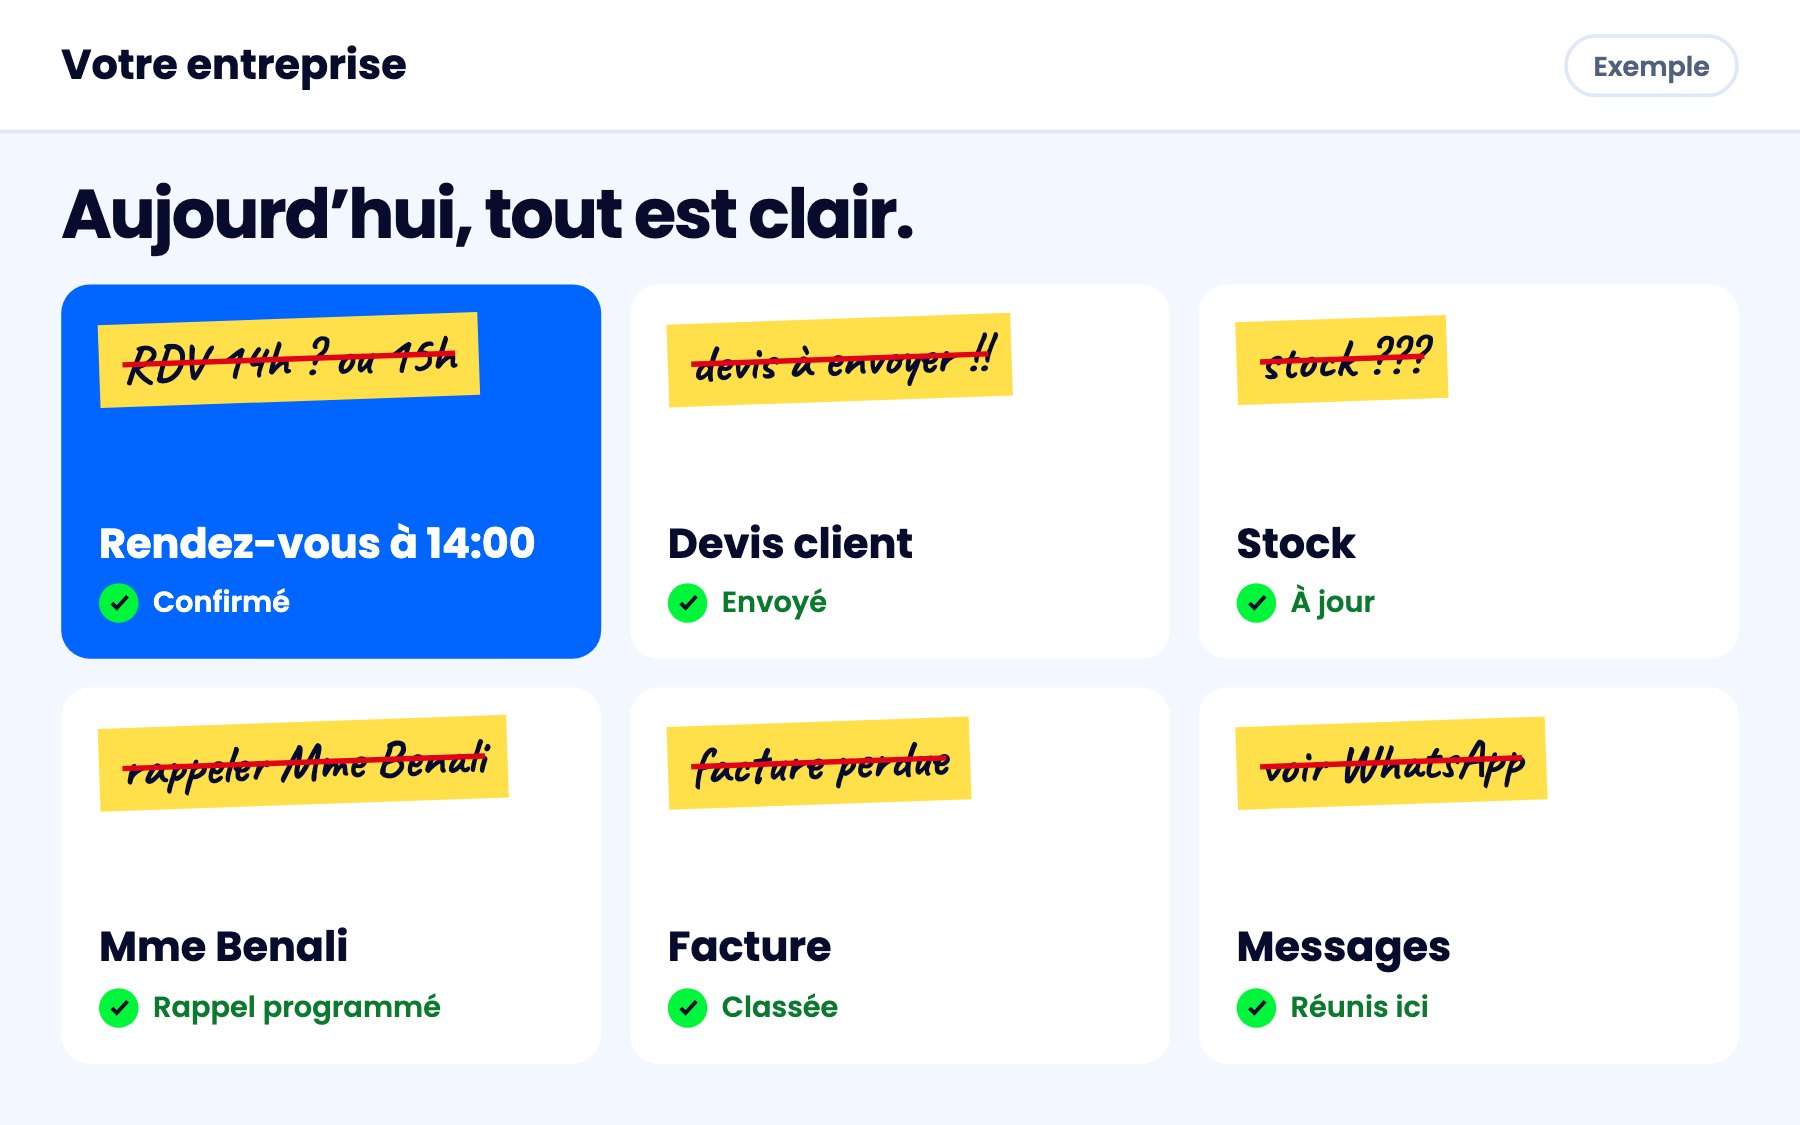 Votre entreprise
Exemple
Aujourd’hui, tout est clair.
RDV 14h ? ou 15h
devis à envoyer !!
stock ???
Rendez-vous à 14:00
Devis client
Stock
Confirmé
Envoyé
À jour
rappeler Mme Benali
facture perdue
voir WhatsApp
Mme Benali
Facture
Messages
Rappel programmé
Classée
Réunis ici